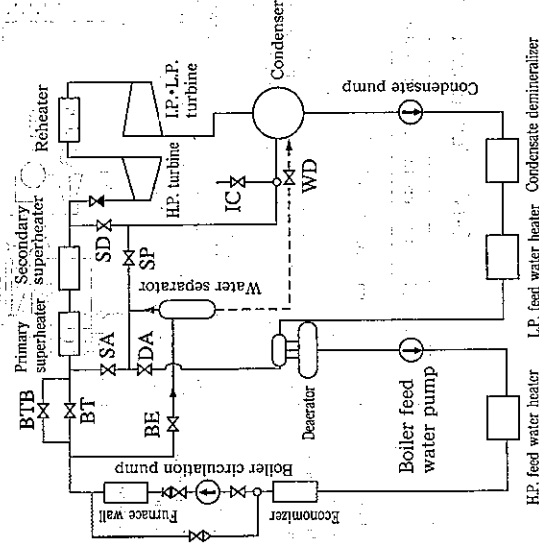 Reheater
I.P.•L.P.
turbine
H.P. turbine
Condenser
Secondary
superheater
Primary
superheater
BTB
BT
SA
SD
SP
DA
BE
IC
WD
Water separator
Furnace wall
Boiler circulation pump
Economizer
Deaerator
Boiler feed
water pump
Condensate pump
H.P. feed water heater
L.P. feed water heater
Condensate demineralizer